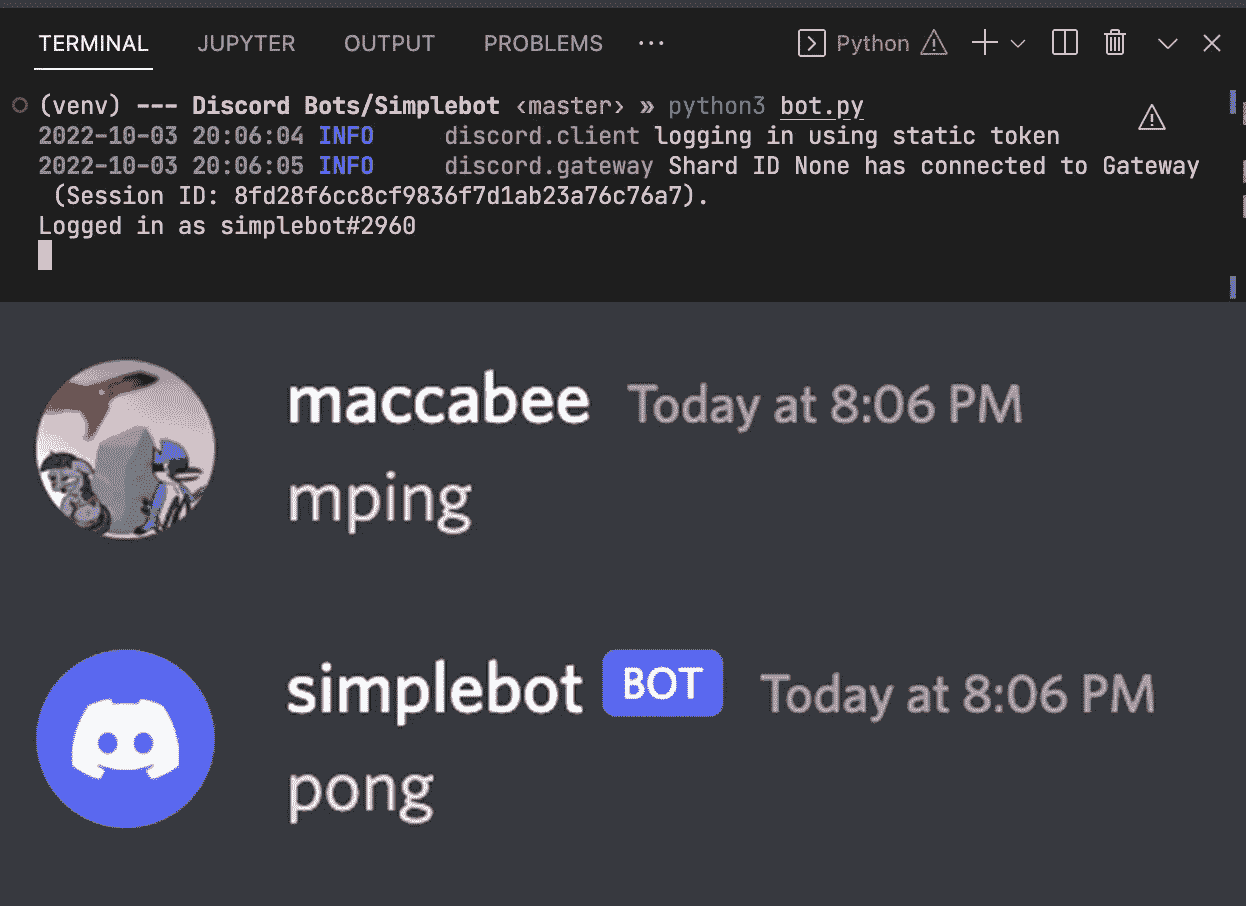 TERMINAL JUPYTER OUTPUT PROBLEMS ··· Python
(venv) --- Discord Bots/Simplebot ‹master› » python3 bot.py
2022-10-03 20:06:04 INFO     discord.client logging in using static token
2022-10-03 20:06:05 INFO     discord.gateway Shard ID None has connected to Gateway
(Session ID: 8fd28f6cc8cf9836f7d1ab23a76c76a7).
Logged in as simplebot#2960
maccabee Today at 8:06 PM
mping
simplebot BOT Today at 8:06 PM
pong